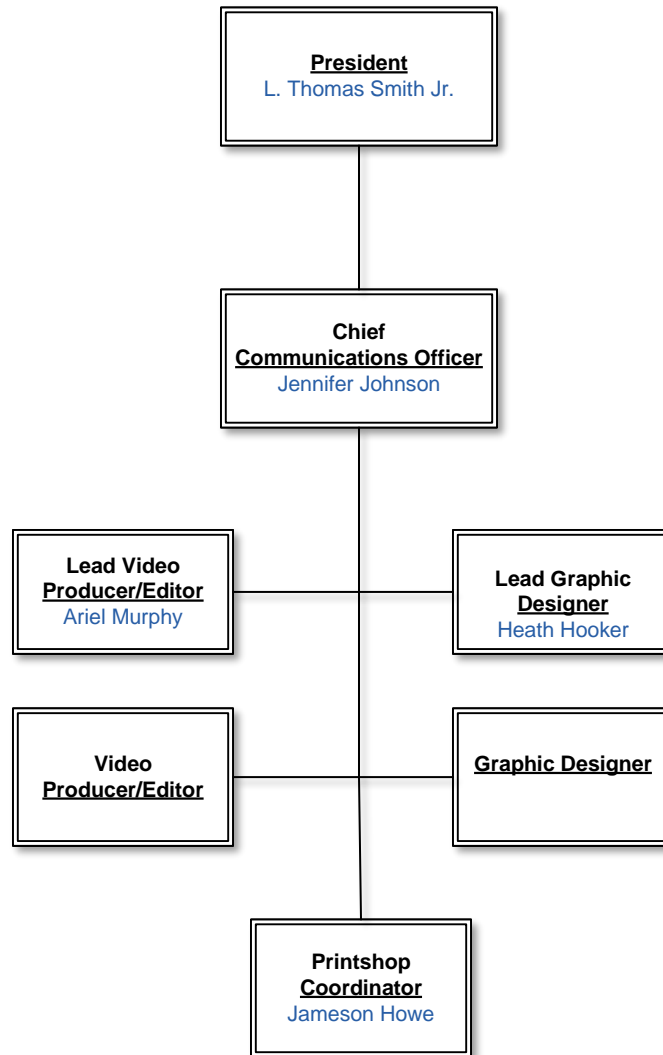 President
L. Thomas Smith Jr.
Chief
Communications Officer
Jennifer Johnson
Lead Video
Producer/Editor
Ariel Murphy
Lead Graphic
Designer
Heath Hooker
Video
Producer/Editor
Graphic Designer
Printshop
Coordinator
Jameson Howe